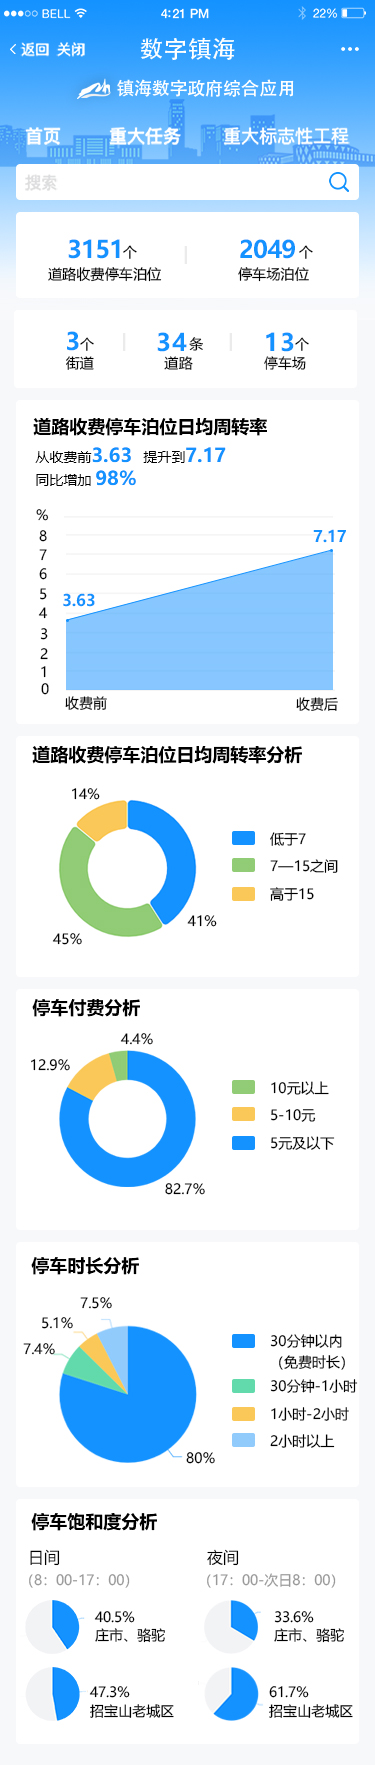 BELL 4:21 PM 22%
返回 关闭 数字镇海
镇海数字政府综合应用
首页 重大任务 重大标志性工程
搜索
3151个 2049个
道路收费停车泊位 停车场泊位
3个 34条 13个
街道 道路 停车场
道路收费停车泊位日均周转率
从收费前3.63 提升到7.17
同比增加 98%
%
8
7
6
5
4
3
2
1
0
7.17
3.63
收费前 收费后
道路收费停车泊位日均周转率分析
14%
41%
45%
低于7
7—15之间
高于15
停车付费分析
4.4%
12.9%
82.7%
10元以上
5-10元
5元及以下
停车时长分析
7.5%
5.1%
7.4%
80%
30分钟以内
（免费时长）
30分钟-1小时
1小时-2小时
2小时以上
停车饱和度分析
日间 夜间
(8：00-17：00) (17：00-次日8：00)
40.5% 33.6%
庄市、骆驼 庄市、骆驼
47.3% 61.7%
招宝山老城区 招宝山老城区